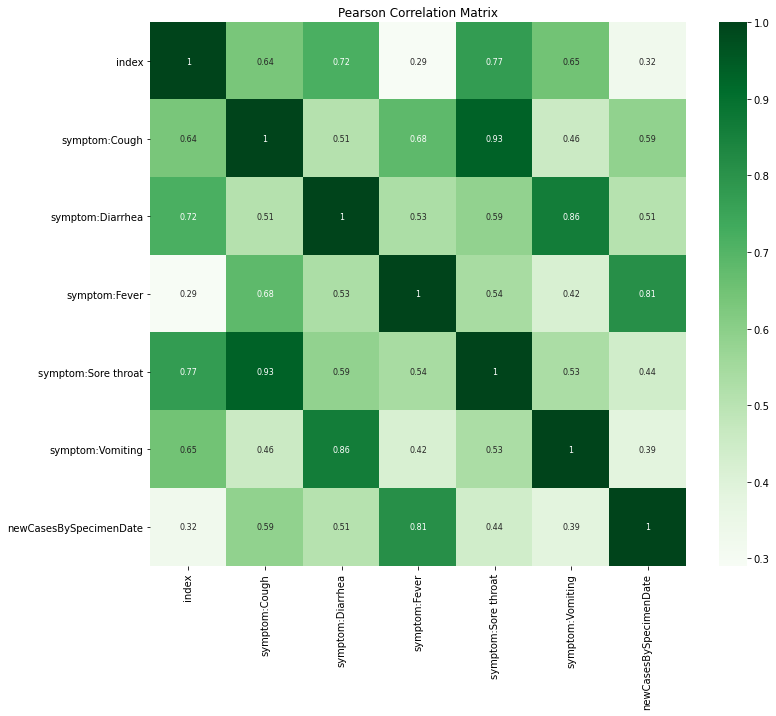 Pearson Correlation Matrix
index 1 0.64 0.72 0.29 0.77 0.65 0.32
symptom:Cough 0.64 1 0.51 0.68 0.93 0.46 0.59
symptom:Diarrhea 0.72 0.51 1 0.53 0.59 0.86 0.51
symptom:Fever 0.29 0.68 0.53 1 0.54 0.42 0.81
symptom:Sore throat 0.77 0.93 0.59 0.54 1 0.53 0.44
symptom:Vomiting 0.65 0.46 0.86 0.42 0.53 1 0.39
newCasesBySpecimenDate 0.32 0.59 0.51 0.81 0.44 0.39 1
index
symptom:Cough
symptom:Diarrhea
symptom:Fever
symptom:Sore throat
symptom:Vomiting
newCasesBySpecimenDate
1.0
0.9
0.8
0.7
0.6
0.5
0.4
0.3